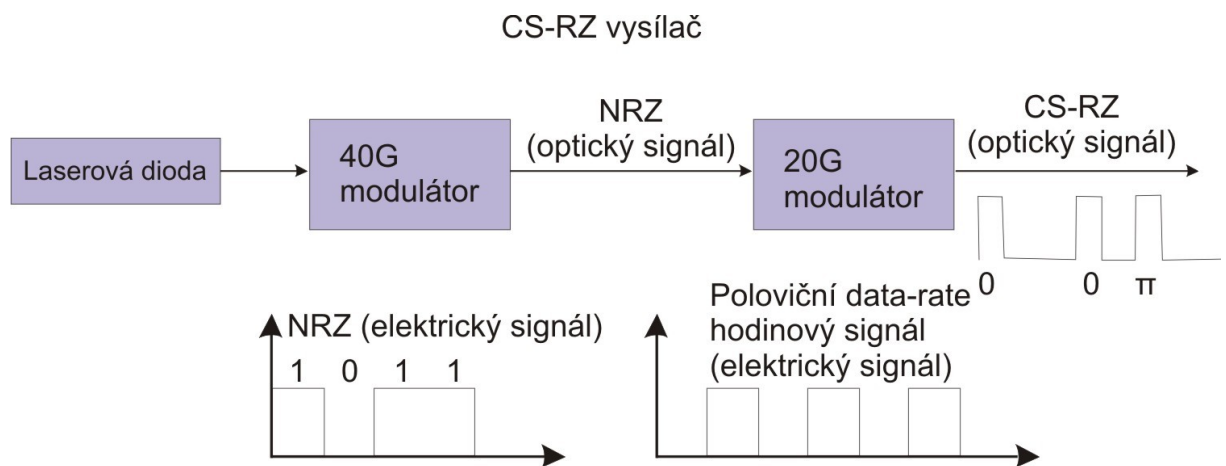 CS-RZ vysílač
Laserová dioda
40G
modulátor
NRZ
(optický signál)
20G
modulátor
CS-RZ
(optický signál)
0 0 π
NRZ (elektrický signál)
1 0 1 1
Poloviční data-rate
hodinový signál
(elektrický signál)